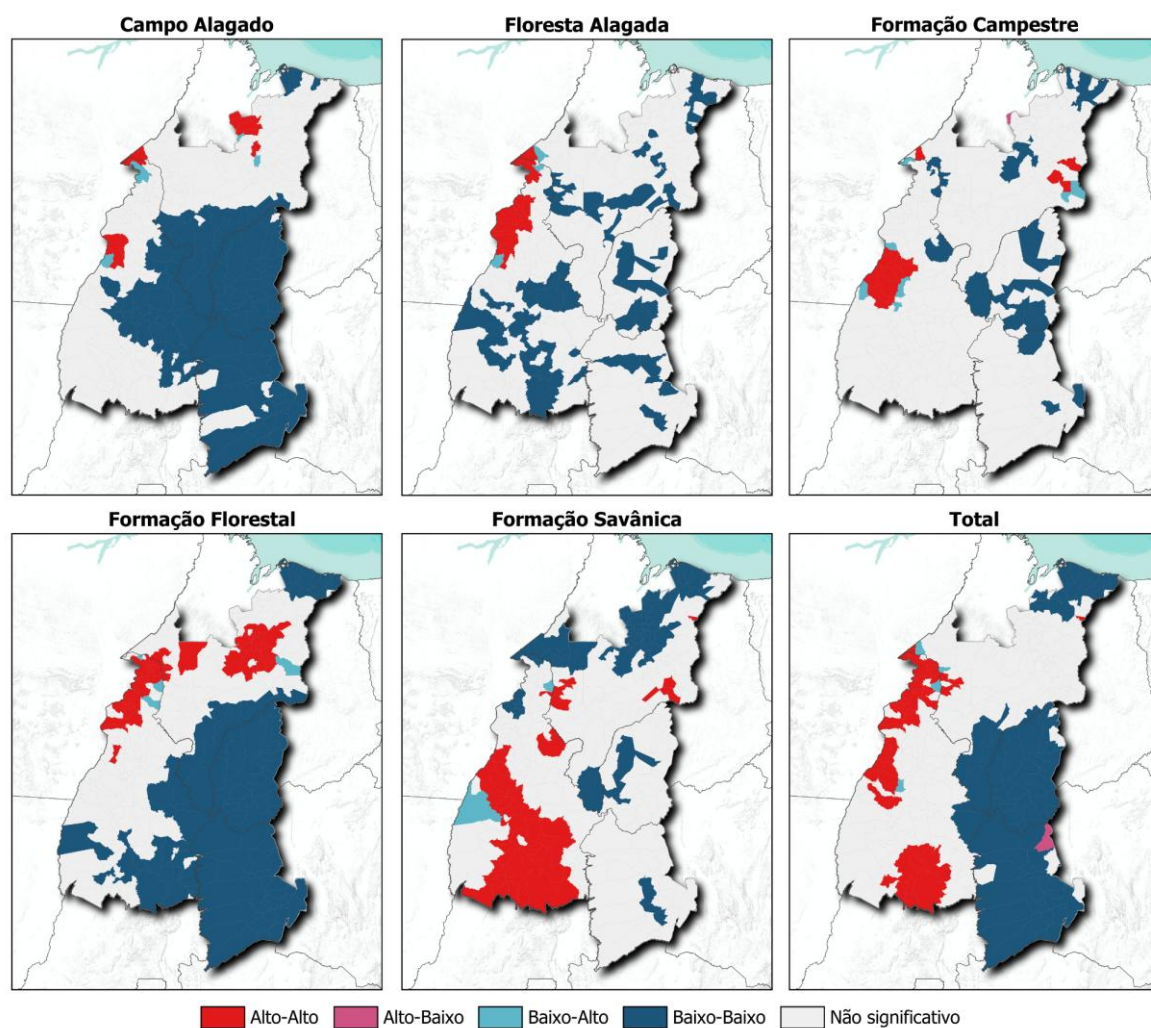 Campo Alagado
Floresta Alagada
Formação Campestre
Formação Florestal
Formação Savânica
Total
Alto-Alto
Alto-Baixo
Baixo-Alto
Baixo-Baixo
Não significativo